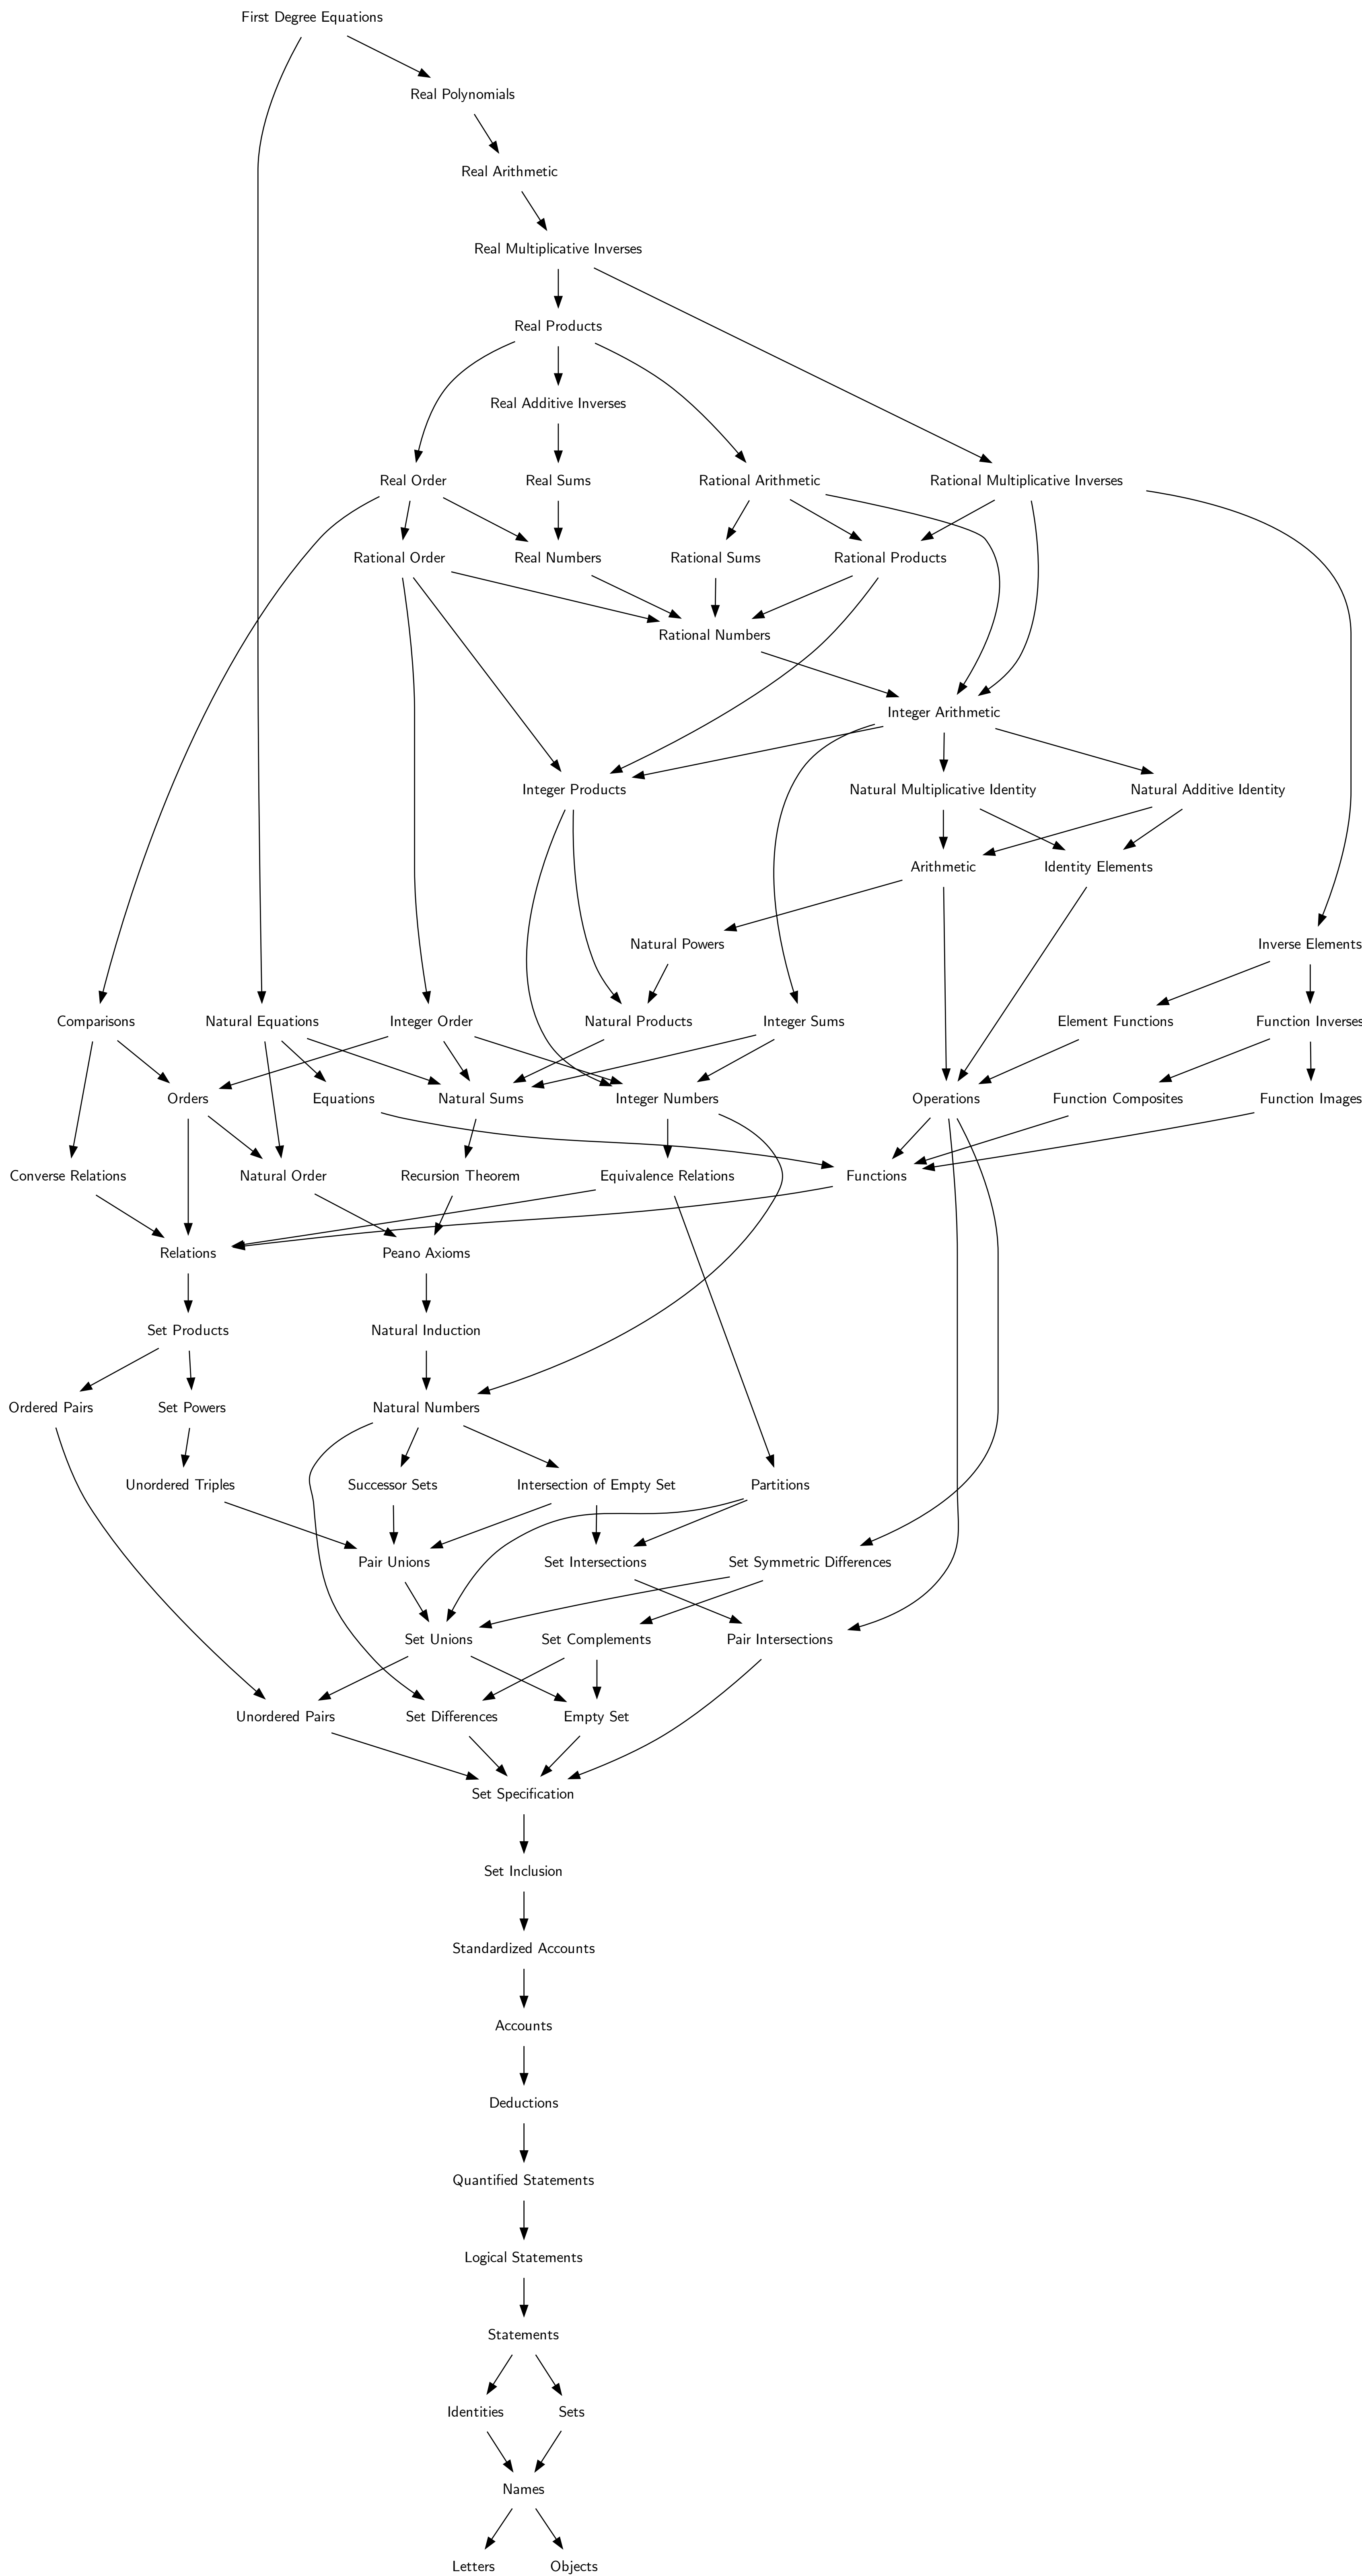 First Degree Equations
Real Polynomials
Real Arithmetic
Real Multiplicative Inverses
Real Products
Real Additive Inverses
Real Order
Real Sums
Rational Arithmetic
Rational Multiplicative Inverses
Rational Order
Real Numbers
Rational Sums
Rational Products
Rational Numbers
Integer Arithmetic
Integer Products
Natural Multiplicative Identity
Natural Additive Identity
Arithmetic
Identity Elements
Natural Powers
Inverse Elements
Comparisons
Natural Equations
Integer Order
Natural Products
Integer Sums
Element Functions
Function Inverses
Orders
Equations
Natural Sums
Integer Numbers
Operations
Function Composites
Function Images
Converse Relations
Natural Order
Recursion Theorem
Equivalence Relations
Functions
Relations
Peano Axioms
Set Products
Natural Induction
Ordered Pairs
Set Powers
Natural Numbers
Unordered Triples
Successor Sets
Intersection of Empty Set
Partitions
Pair Unions
Set Intersections
Set Symmetric Differences
Set Unions
Set Complements
Pair Intersections
Unordered Pairs
Set Differences
Empty Set
Set Specification
Set Inclusion
Standardized Accounts
Accounts
Deductions
Quantified Statements
Logical Statements
Statements
Identities
Sets
Names
Letters
Objects